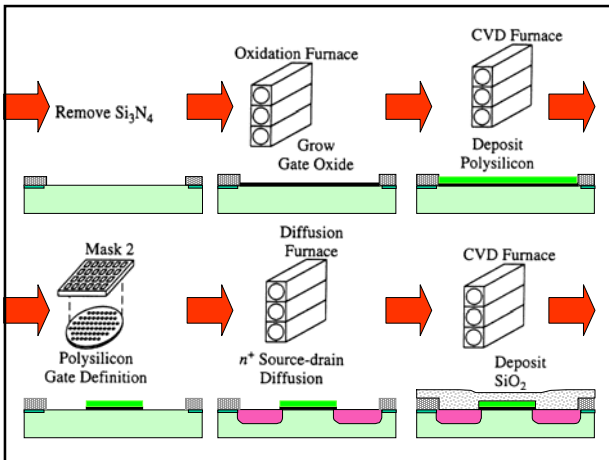 Remove Si₃N₄
Oxidation Furnace
Grow
Gate Oxide
CVD Furnace
Deposit
Polysilicon
Mask 2
Polysilicon
Gate Definition
Diffusion
Furnace
n⁺ Source-drain
Diffusion
CVD Furnace
Deposit
SiO₂